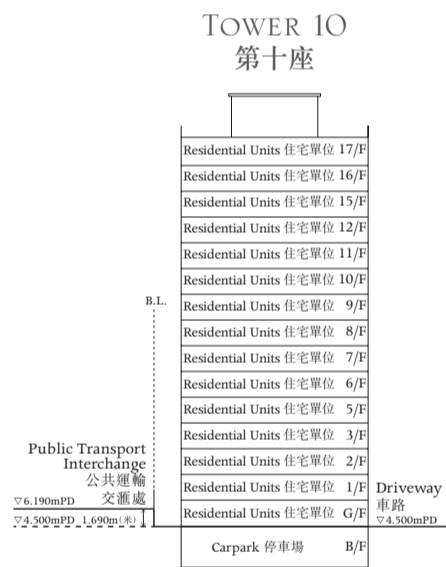 TOWER 10
第十座
Residential Units 住宅單位 17/F
Residential Units 住宅單位 16/F
Residential Units 住宅單位 15/F
Residential Units 住宅單位 12/F
Residential Units 住宅單位 11/F
Residential Units 住宅單位 10/F
B.L.
Residential Units 住宅單位 9/F
Residential Units 住宅單位 8/F
Residential Units 住宅單位 7/F
Residential Units 住宅單位 6/F
Residential Units 住宅單位 5/F
Residential Units 住宅單位 3/F
Residential Units 住宅單位 2/F
Residential Units 住宅單位 1/F
Residential Units 住宅單位 G/F
Carpark 停車場 B/F
Public Transport
Interchange
公共運輸
交滙處
▽6.190mPD
▽4.500mPD 1.690m(米)
Driveway
車路
▽4.500mPD